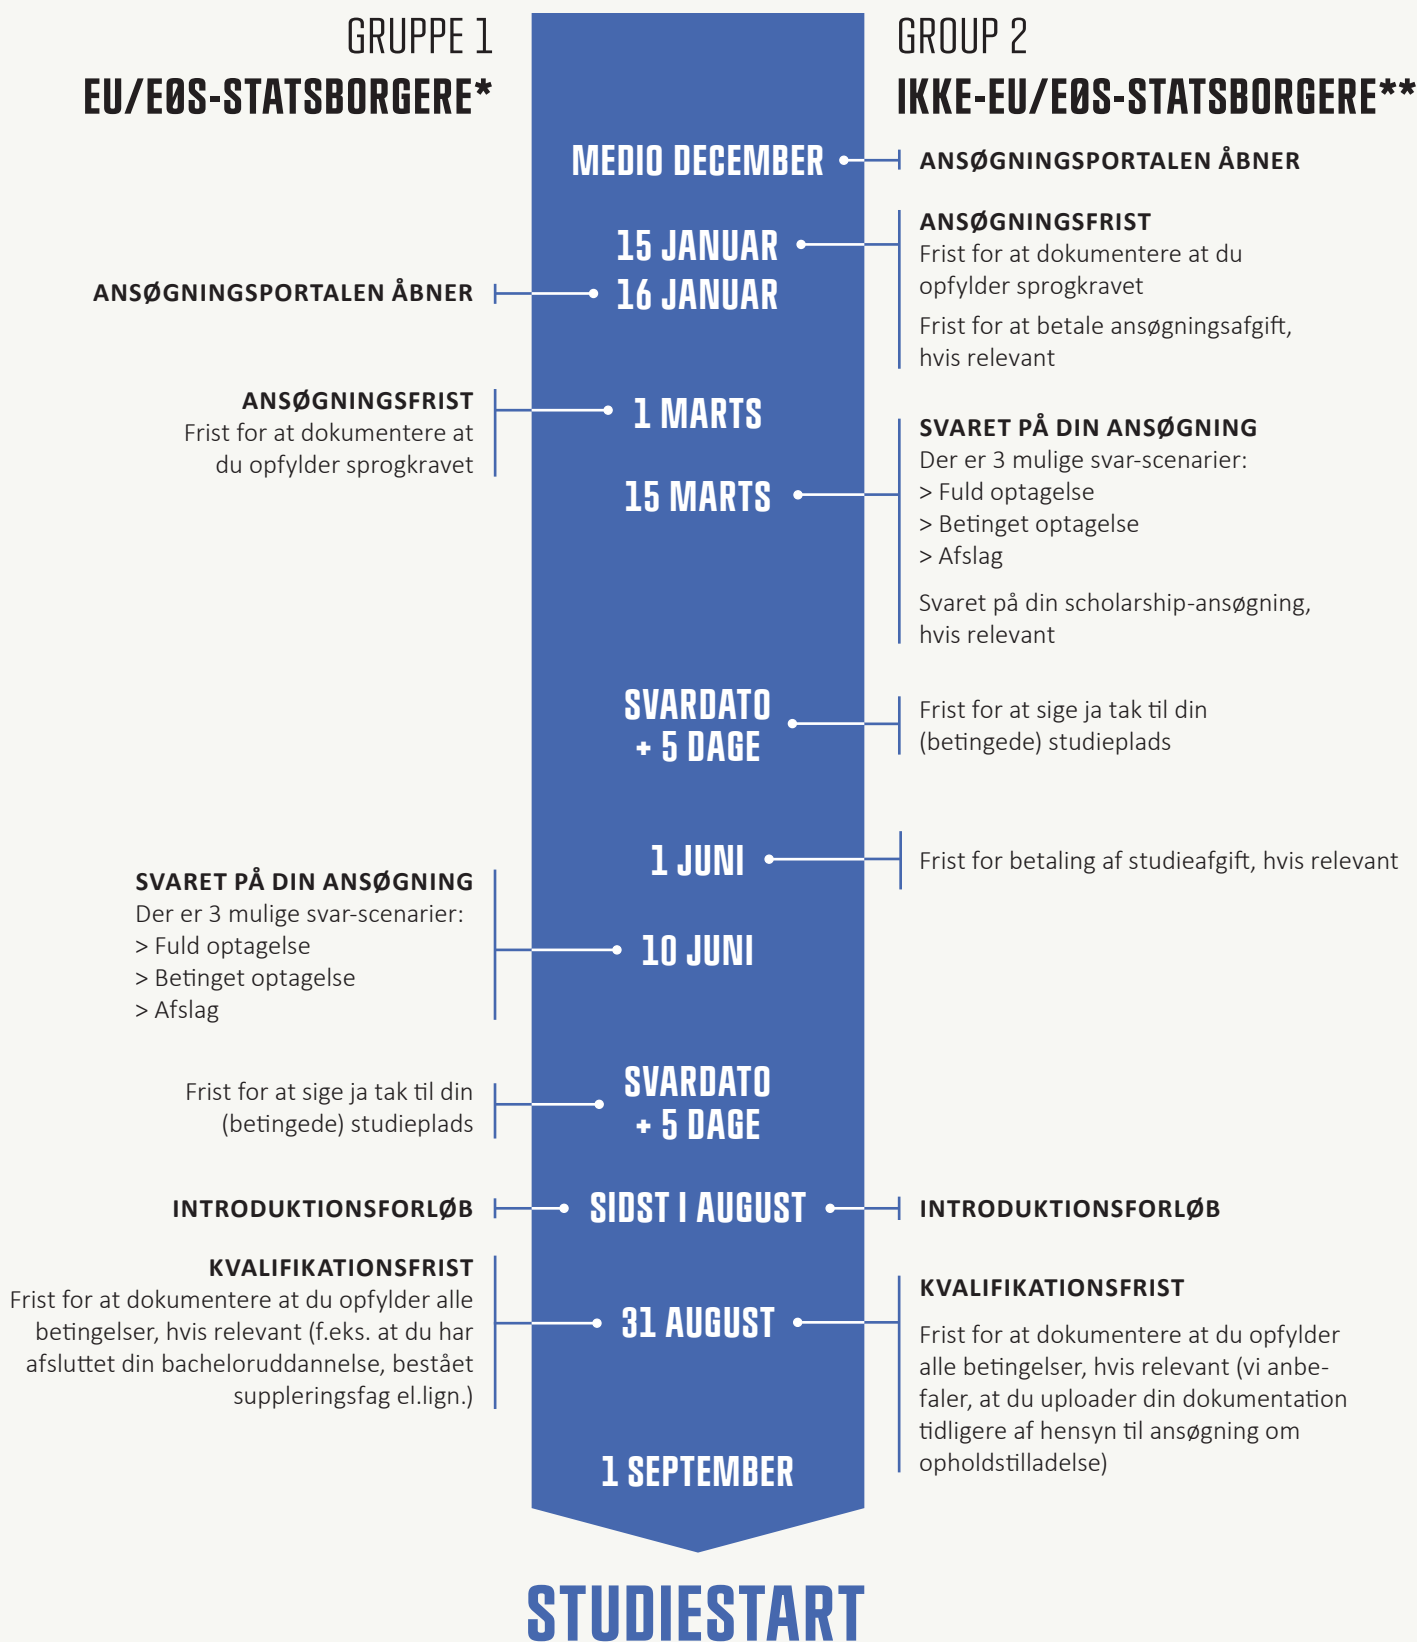 GRUPPE 1
EU/EØS-STATSBORGERE*
GROUP 2
IKKE-EU/EØS-STATSBORGERE**
MEDIO DECEMBER
ANSØGNINGSPORTALEN ÅBNER
15 JANUAR
ANSØGNINGSFRIST
Frist for at dokumentere at du
opfylder sprogkravet
Frist for at betale ansøgningsafgift,
hvis relevant
ANSØGNINGSPORTALEN ÅBNER
16 JANUAR
ANSØGNINGSFRIST
Frist for at dokumentere at
du opfylder sprogkravet
1 MARTS
15 MARTS
SVARET PÅ DIN ANSØGNING
Der er 3 mulige svar-scenarier:
> Fuld optagelse
> Betinget optagelse
> Afslag
Svaret på din scholarship-ansøgning,
hvis relevant
SVARDATO
+ 5 DAGE
Frist for at sige ja tak til din
(betingede) studieplads
1 JUNI
Frist for betaling af studieafgift, hvis relevant
SVARET PÅ DIN ANSØGNING
Der er 3 mulige svar-scenarier:
> Fuld optagelse
> Betinget optagelse
> Afslag
10 JUNI
Frist for at sige ja tak til din
(betingede) studieplads
SVARDATO
+ 5 DAGE
INTRODUKTIONSFORLØB
SIDST I AUGUST
INTRODUKTIONSFORLØB
KVALIFIKATIONSFRIST
Frist for at dokumentere at du opfylder alle
betingelser, hvis relevant (f.eks. at du har
afsluttet din bacheloruddannelse, bestået
suppleringsfag el.lign.)
31 AUGUST
KVALIFIKATIONSFRIST
Frist for at dokumentere at du opfylder
alle betingelser, hvis relevant (vi anbe-
faler, at du uploader din dokumentation
tidligere af hensyn til ansøgning om
opholdstilladelse)
1 SEPTEMBER
STUDIESTART